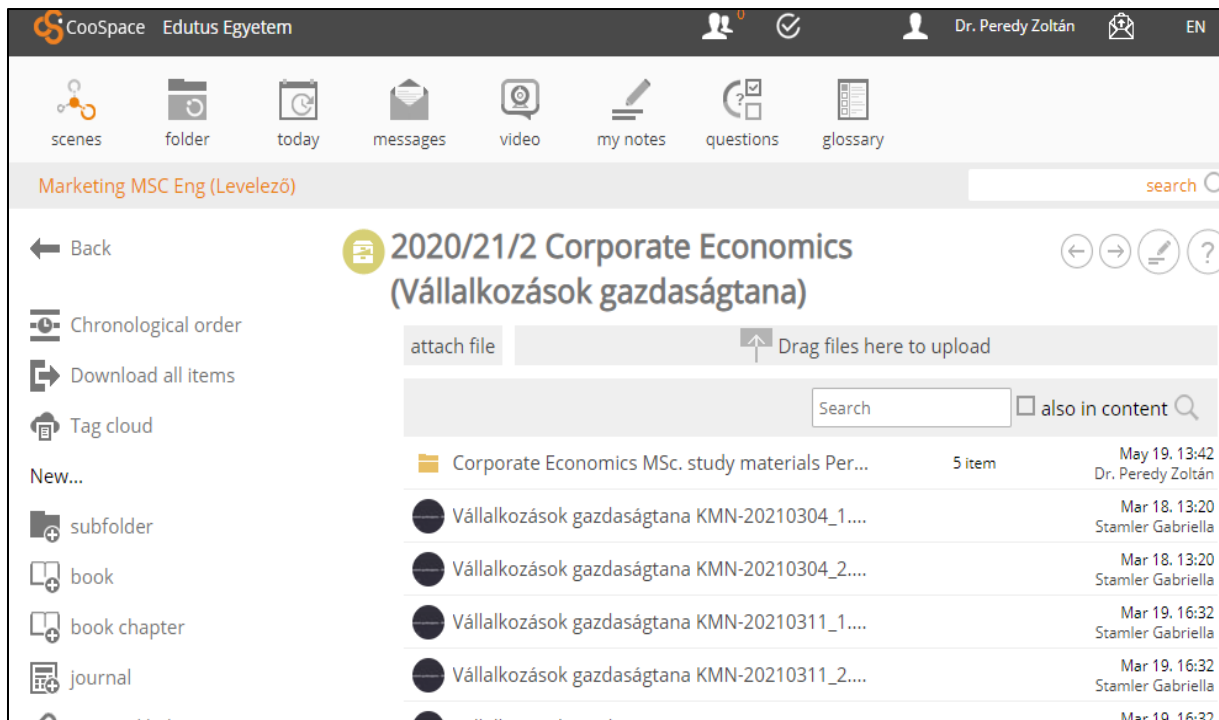 CooSpace Edutus Egyetem 0 Dr. Peredy Zoltán EN
scenes folder today messages video my notes questions glossary
Marketing MSC Eng (Levelező) search
Back
2020/21/2 Corporate Economics
(Vállalkozások gazdaságtana)
Chronological order
Download all items
Tag cloud
New...
subfolder
book
book chapter
journal
attach file Drag files here to upload
Search also in content
Corporate Economics MSc. study materials Per... 5 item May 19. 13:42
Dr. Peredy Zoltán
Vállalkozások gazdaságtana KMN-20210304_1.... Mar 18. 13:20
Stamler Gabriella
Vállalkozások gazdaságtana KMN-20210304_2.... Mar 18. 13:20
Stamler Gabriella
Vállalkozások gazdaságtana KMN-20210311_1.... Mar 19. 16:32
Stamler Gabriella
Vállalkozások gazdaságtana KMN-20210311_2.... Mar 19. 16:32
Stamler Gabriella
Mar 19. 16:32